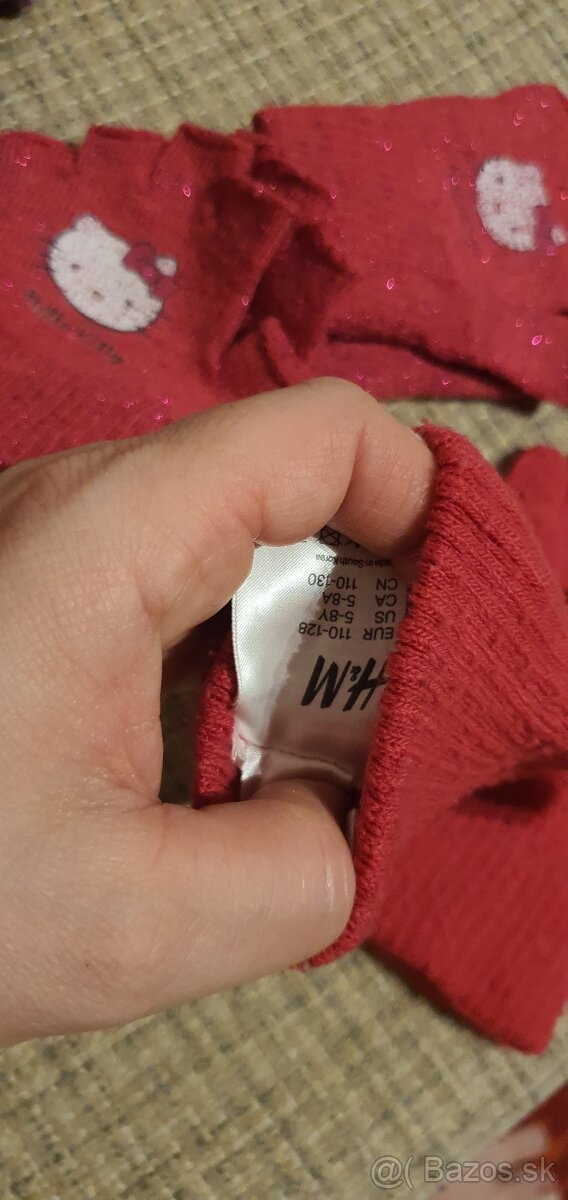 H&M
EUR 110-128
US 5-8Y
CA 5-8A
CN 110-130
Made in South Korea
@( Bazos.sk